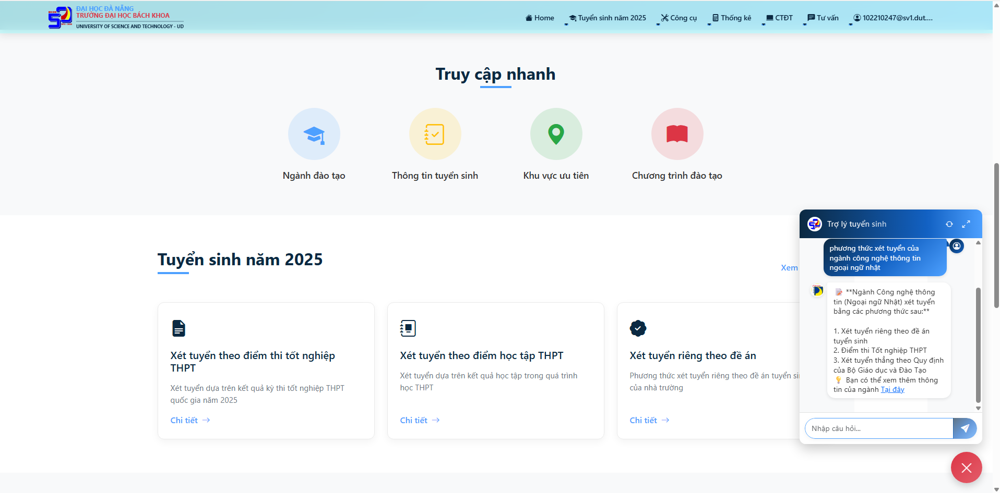 ĐẠI HỌC ĐÀ NẴNG
TRƯỜNG ĐẠI HỌC BÁCH KHOA
UNIVERSITY OF SCIENCE AND TECHNOLOGY - UD
Home
Tuyển sinh năm 2025
Công cụ
Thống kê
CTĐT
Tư vấn
102210247@sv1.dut....
Truy cập nhanh
Ngành đào tạo
Thông tin tuyển sinh
Khu vực ưu tiên
Chương trình đào tạo
Tuyển sinh năm 2025
Xem
Xét tuyển theo điểm thi tốt nghiệp
THPT
Xét tuyển dựa trên kết quả kỳ thi tốt nghiệp THPT
quốc gia năm 2025
Chi tiết
Xét tuyển theo điểm học tập THPT
Xét tuyển dựa trên kết quả học tập trong quá trình
học THPT
Chi tiết
Xét tuyển riêng theo đề án
Phương thức xét tuyển riêng theo đề án tuyển
của nhà trường
Chi tiết
Trợ lý tuyển sinh
phương thức xét tuyển của
ngành công nghệ thông tin
ngoại ngữ nhật
**Ngành Công nghệ thông
tin (Ngoại ngữ Nhật) xét tuyển
bằng các phương thức sau:**
1. Xét tuyển riêng theo đề án
tuyển sinh
2. Điểm thi Tốt nghiệp THPT
3. Xét tuyển thẳng theo Quy định
của Bộ Giáo dục và Đào Tạo
Bạn có thể xem thêm thông
tin của ngành Tại đây
Nhập câu hỏi...